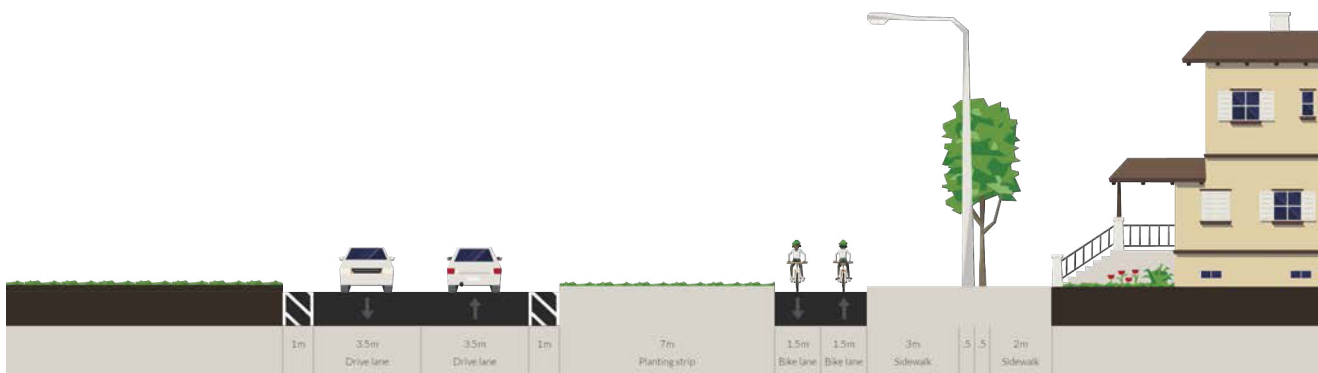 1m
3.5m
Drive lane
3.5m
Drive lane
1m
7m
Planting strip
1.5m
Bike lane
1.5m
Bike lane
3m
Sidewalk
.5
.5
2m
Sidewalk